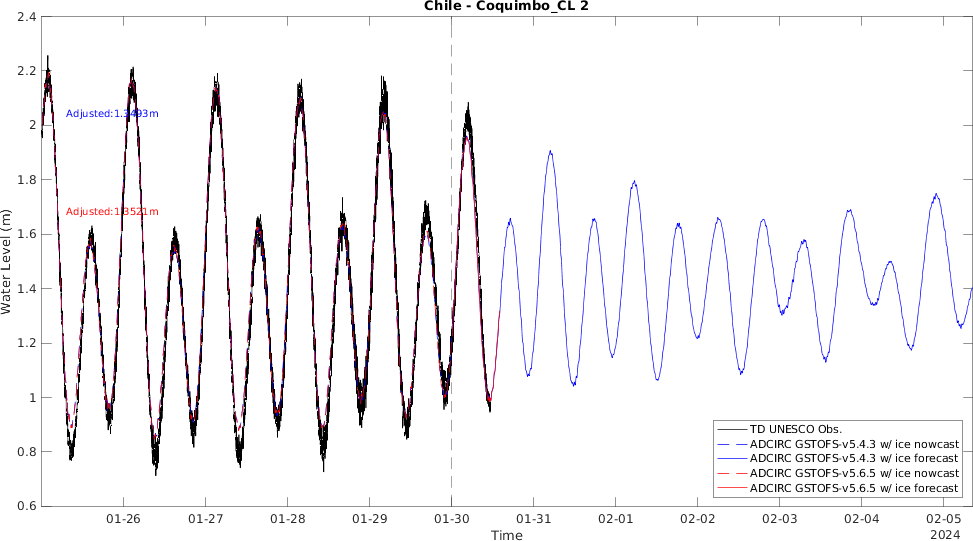 Chile - Coquimbo_CL 2
2.4
2.2
2
1.8
1.6
1.4
1.2
1
0.8
0.6
Water Level (m)
Adjusted:1.3493m
Adjusted:1.3521m
TD UNESCO Obs.
ADCIRC GSTOFS-v5.4.3 w/ ice nowcast
ADCIRC GSTOFS-v5.4.3 w/ ice forecast
ADCIRC GSTOFS-v5.6.5 w/ ice nowcast
ADCIRC GSTOFS-v5.6.5 w/ ice forecast
01-26 01-27 01-28 01-29 01-30 01-31 02-01 02-02 02-03 02-04 02-05
Time
2024